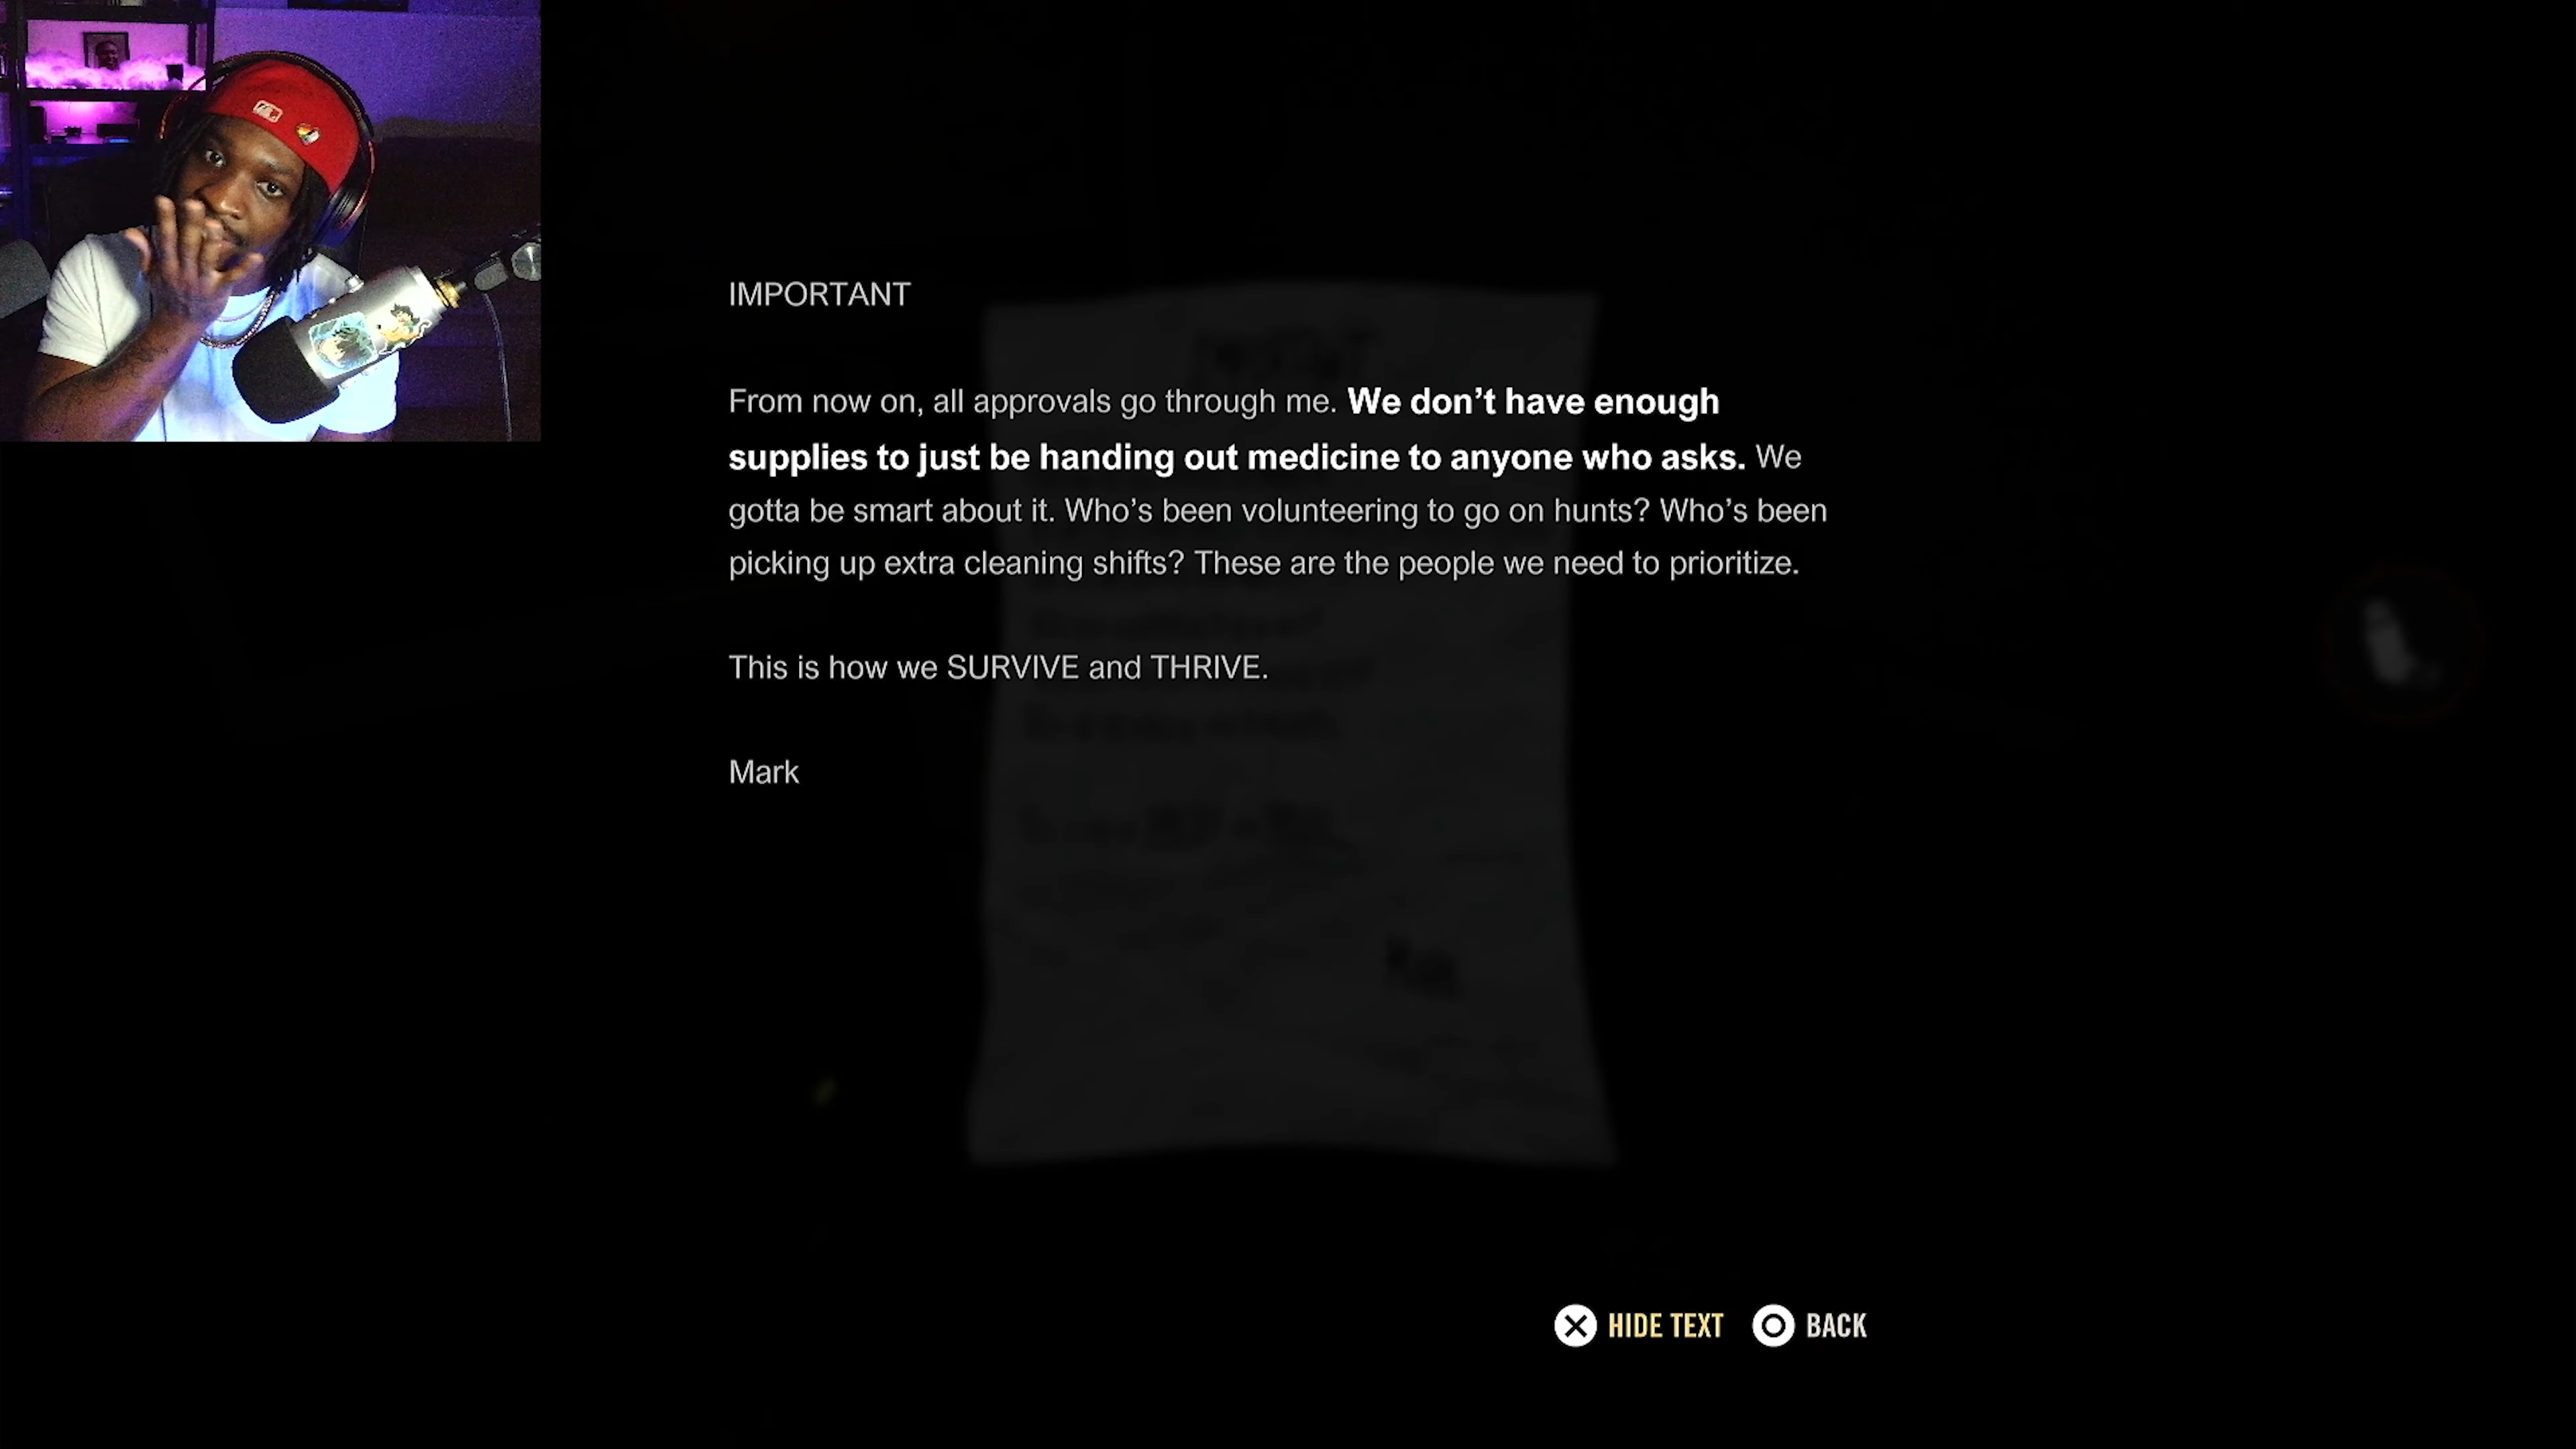 IMPORTANT
From now on, all approvals go through me. We don't have enough
supplies to just be handing out medicine to anyone who asks. We
gotta be smart about it. Who's been volunteering to go on hunts? Who's been
picking up extra cleaning shifts? These are the people we need to prioritize.
This is how we SURVIVE and THRIVE.
Mark
HIDE TEXT BACK